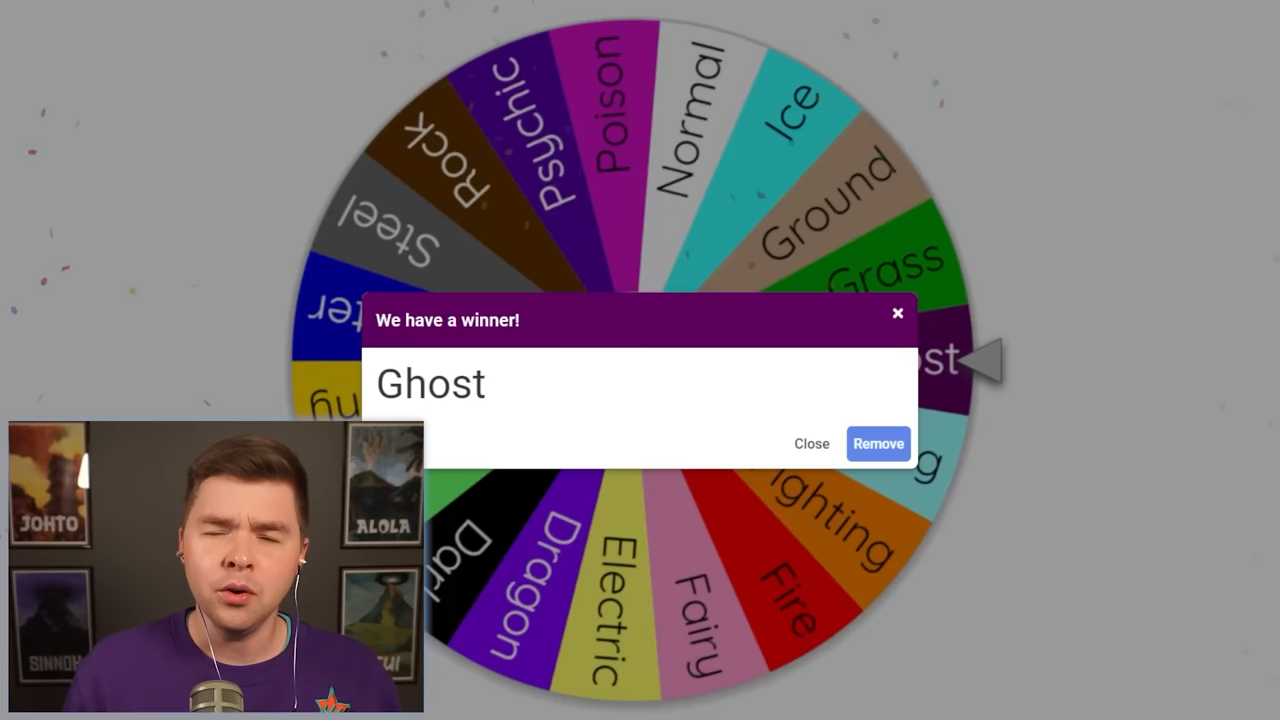 Poison
Normal
Psychic
Ice
Rock
Ground
Steel
Grass
We have a winner!
Ghost
Close
Remove
JOHTO
ALOLA
SINNOH
Dragon
Electric
Fairy
Fire